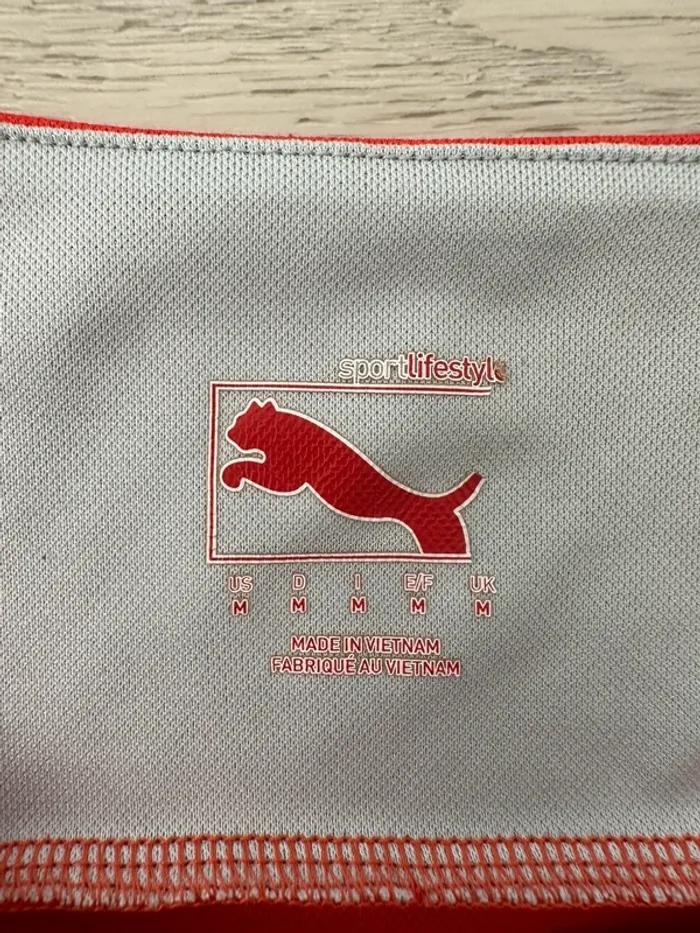 sportlifestyle
US D I E/F UK
M M M M M
MADE IN VIETNAM
FABRIQUÉ AU VIETNAM